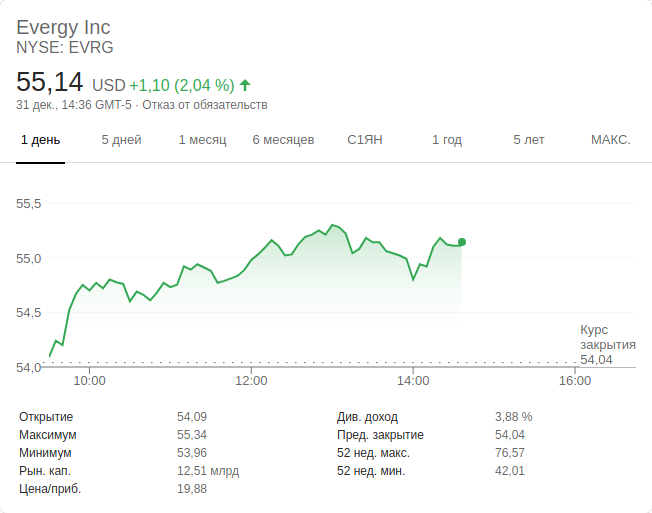 Evergy Inc
NYSE: EVRG
55,14 USD +1,10 (2,04 %)
31 дек., 14:36 GMT-5 · Отказ от обязательств
1 день 5 дней 1 месяц 6 месяцев С1ЯН 1 год 5 лет МАКС.
55,5
55,0
54,5
54,0
Курс
закрытия
54,04
10:00 12:00 14:00 16:00
Открытие 54,09 Див. доход 3,88 %
Максимум 55,34 Пред. закрытие 54,04
Минимум 53,96 52 нед. макс. 76,57
Рын. кап. 12,51 млрд 52 нед. мин. 42,01
Цена/приб. 19,88